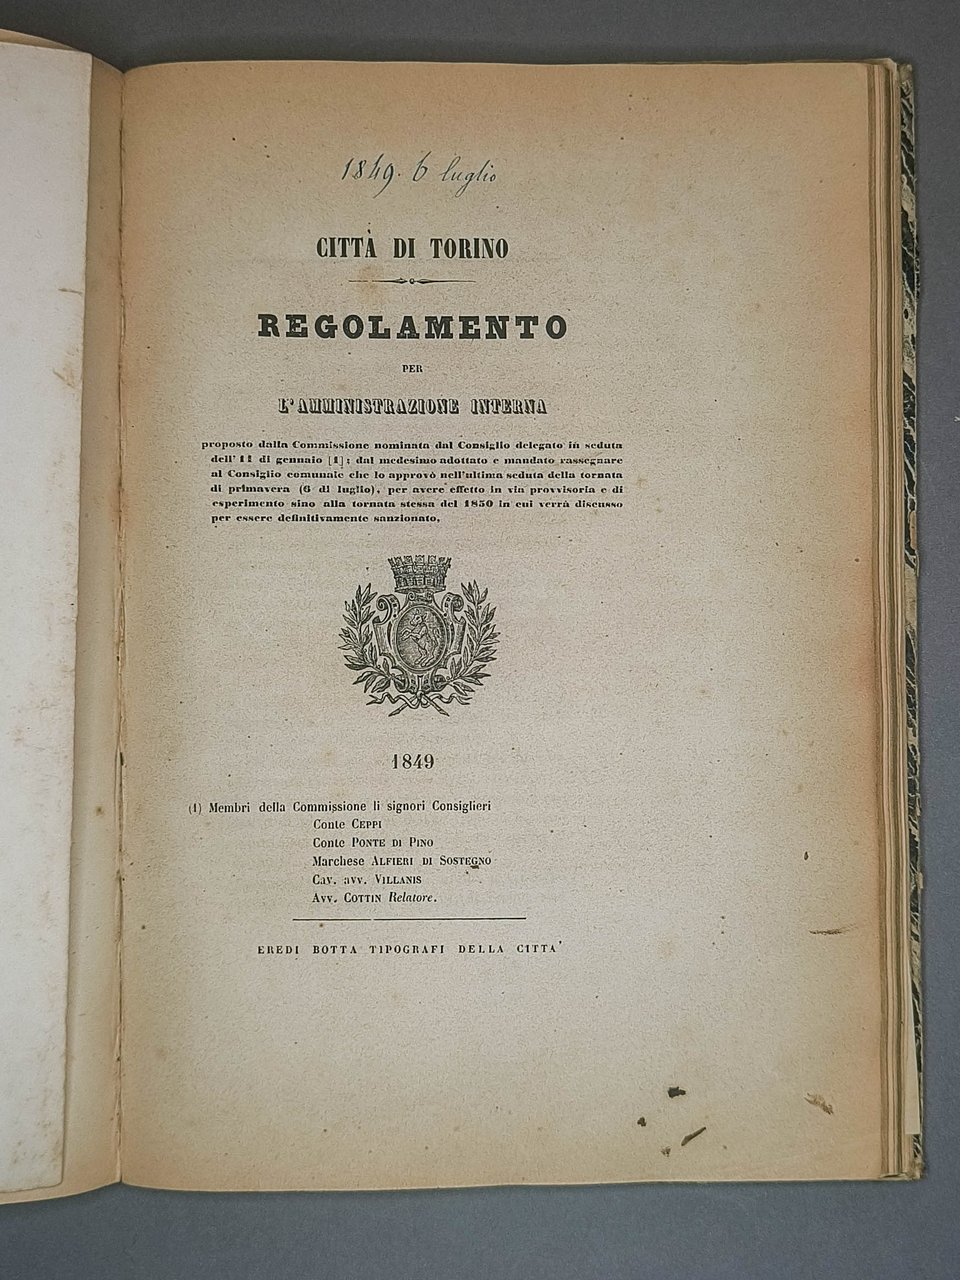 1849. 6 luglio
CITTÀ DI TORINO
REGOLAMENTO
PER
L'AMMINISTRAZIONE INTERNA
proposto dalla Commissione nominata dal Consiglio delegato in seduta
dell'11 di gennaio [1]; dal medesimo adottato e mandato rassegnare
al Consiglio comunale che lo approvò nell'ultima seduta della tornata
di primavera (6 di luglio), per avere effetto in via provvisoria e di
esperimento sino alla tornata stessa del 1850 in cui verrà discusso
per essere definitivamente sanzionato.
1849
(1) Membri della Commissione li signori Consiglieri
Conte CEPPI
Conte PONTE DI PINO
Marchese ALFIERI DI SOSTEGNO
Cav. avv. VILLANIS
Avv. COTTIN Relatore.
EREDI BOTTA TIPOGRAFI DELLA CITTA'